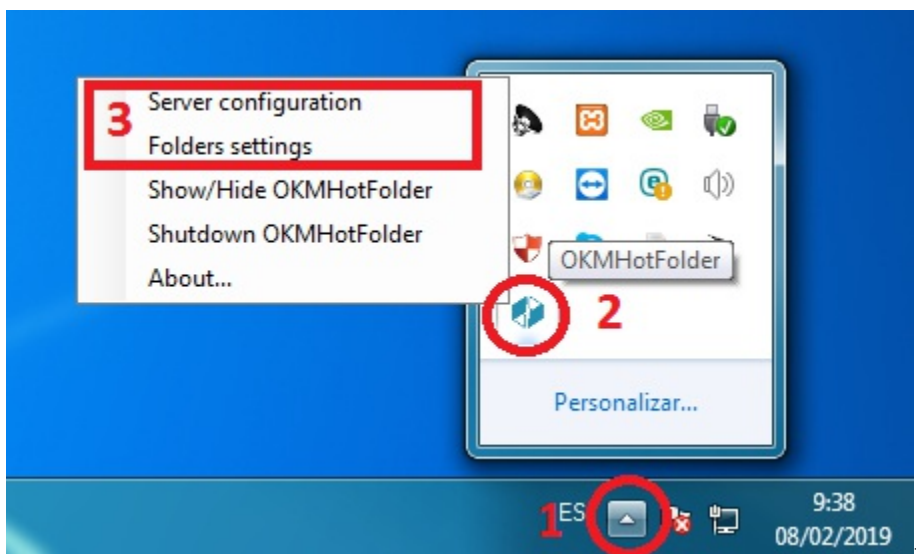 3
Server configuration
Folders settings
Show/Hide OKMHotFolder
Shutdown OKMHotFolder
About...
OKMHotFolder
2
Personalizar...
1
ES
9:38
08/02/2019